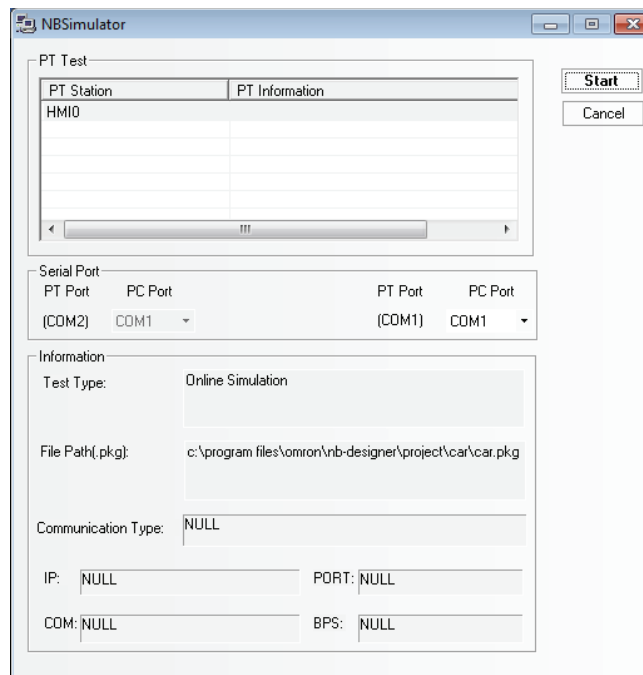 NBSimulator
PT Test
PT Station PT Information
HMI0
Start
Cancel
Serial Port
PT Port PC Port PT Port PC Port
(COM2) COM1 (COM1) COM1
Information
Test Type: Online Simulation
File Path(.pkg): c:\program files\omron\nb-designer\project\car\car.pkg
Communication Type: NULL
IP: NULL PORT: NULL
COM: NULL BPS: NULL